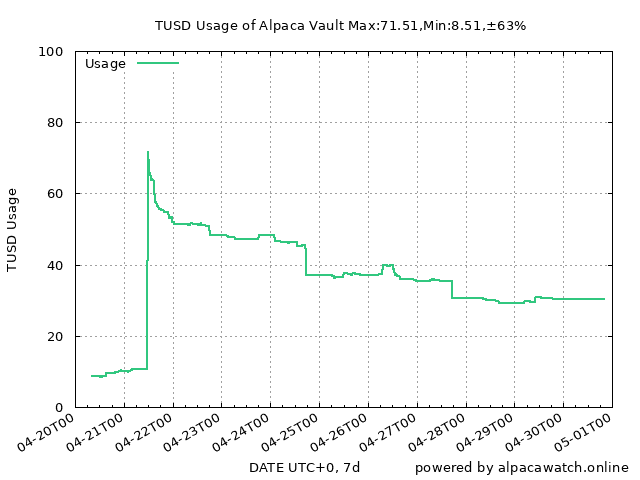 TUSD Usage of Alpaca Vault Max:71.51,Min:8.51,±63%
Usage
TUSD Usage
100
80
60
40
20
0
04-20T00
04-21T00
04-22T00
04-23T00
04-24T00
04-25T00
04-26T00
04-27T00
04-28T00
04-29T00
04-30T00
05-01T00
DATE UTC+0, 7d
powered by alpacawatch.online